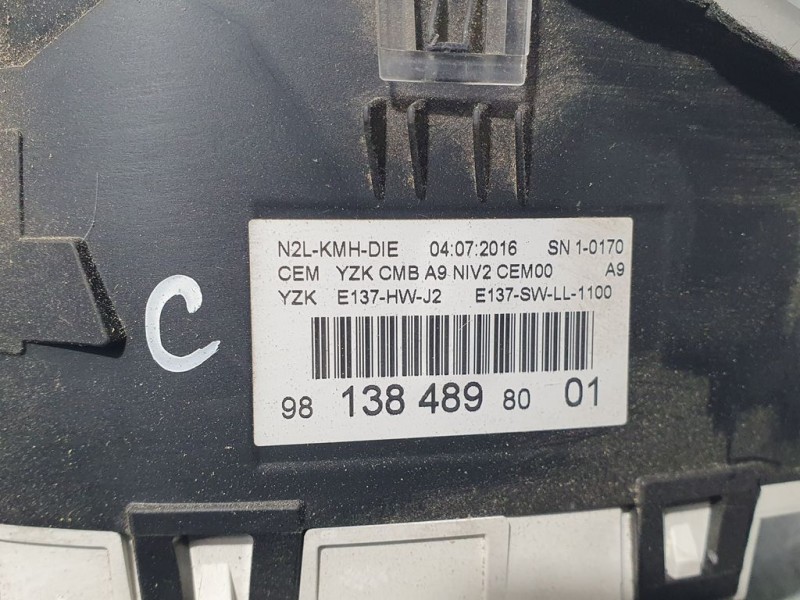 N2L-KMH-DIE 04:07:2016 SN 1-0170
CEM YZK CMB A9 NIV2 CEM00 A9
YZK E137-HW-J2 E137-SW-LL-1100
98 138 489 80 01
C